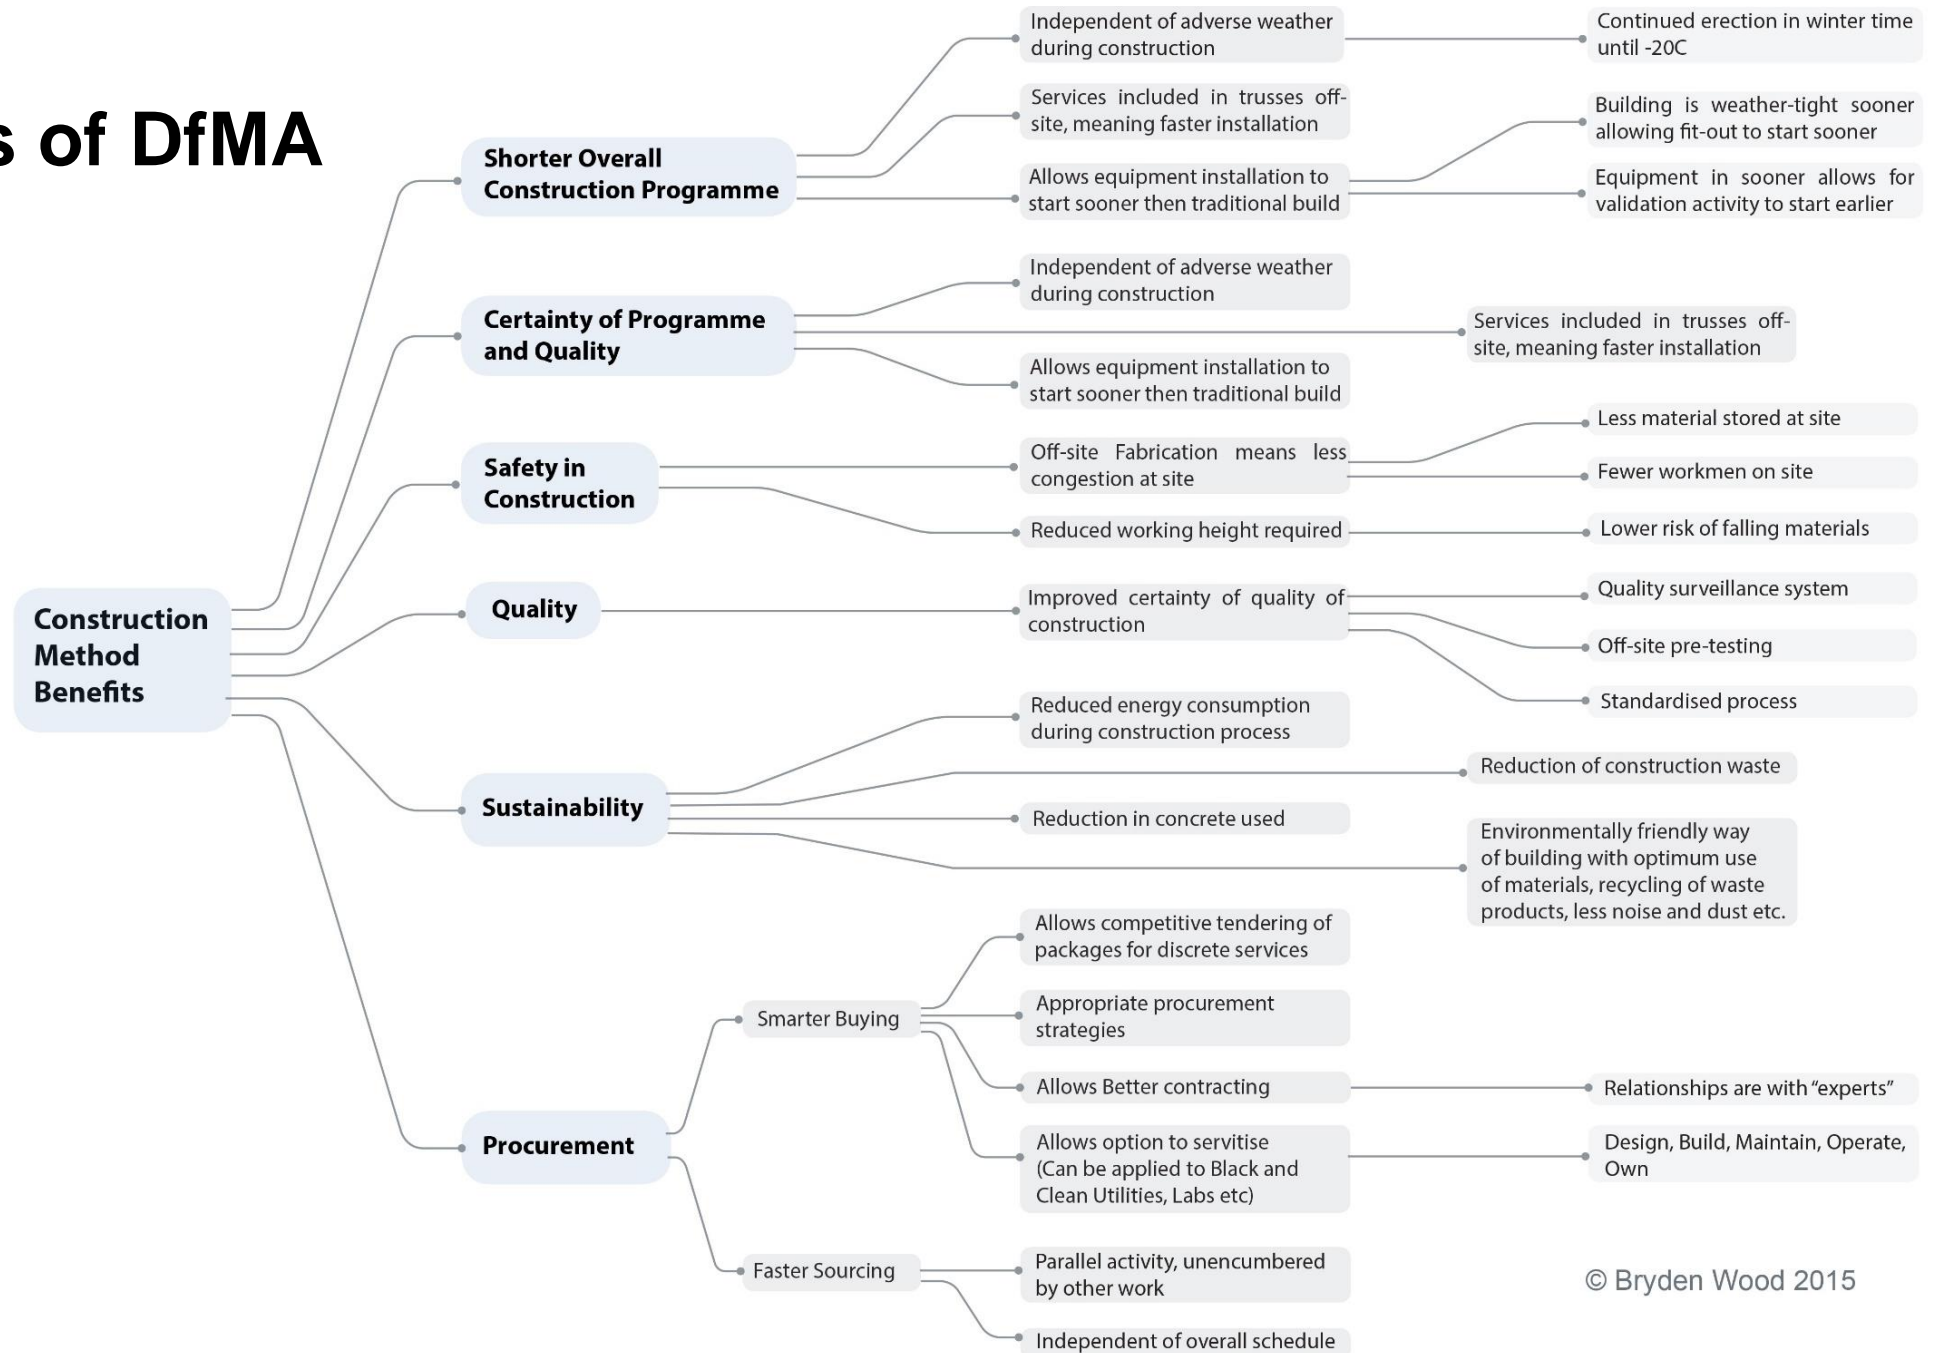 s of DfMA
Construction
Method
Benefits
Shorter Overall
Construction Programme
Independent of adverse weather
during construction
Continued erection in winter time
until -20C
Services included in trusses off-
site, meaning faster installation
Allows equipment installation to
start sooner then traditional build
Building is weather-tight sooner
allowing fit-out to start sooner
Equipment in sooner allows for
validation activity to start earlier
Certainty of Programme
and Quality
Independent of adverse weather
during construction
Services included in trusses off-
site, meaning faster installation
Allows equipment installation to
start sooner then traditional build
Safety in
Construction
Off-site Fabrication means less
congestion at site
Less material stored at site
Fewer workmen on site
Reduced working height required
Lower risk of falling materials
Quality
Improved certainty of quality of
construction
Quality surveillance system
Off-site pre-testing
Standardised process
Sustainability
Reduced energy consumption
during construction process
Reduction of construction waste
Reduction in concrete used
Environmentally friendly way
of building with optimum use
of materials, recycling of waste
products, less noise and dust etc.
Procurement
Smarter Buying
Allows competitive tendering of
packages for discrete services
Appropriate procurement
strategies
Allows Better contracting
Relationships are with “experts”
Allows option to servitise
(Can be applied to Black and
Clean Utilities, Labs etc)
Design, Build, Maintain, Operate,
Own
Faster Sourcing
Parallel activity, unencumbered
by other work
Independent of overall schedule
© Bryden Wood 2015